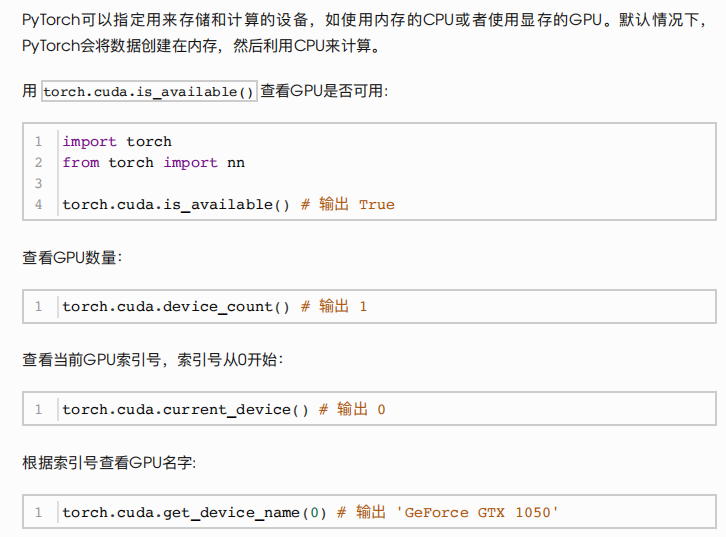 PyTorch可以指定用来存储和计算的设备，如使用内存的CPU或者使用显存的GPU。默认情况下，
PyTorch会将数据创建在内存，然后利用CPU来计算。
用 torch.cuda.is_available() 查看GPU是否可用：
1 import torch
2 from torch import nn
3
4 torch.cuda.is_available() # 输出 True
查看GPU数量：
1 torch.cuda.device_count() # 输出 1
查看当前GPU索引号，索引号从0开始：
1 torch.cuda.current_device() # 输出 0
根据索引号查看GPU名字:
1 torch.cuda.get_device_name(0) # 输出 'GeForce GTX 1050'